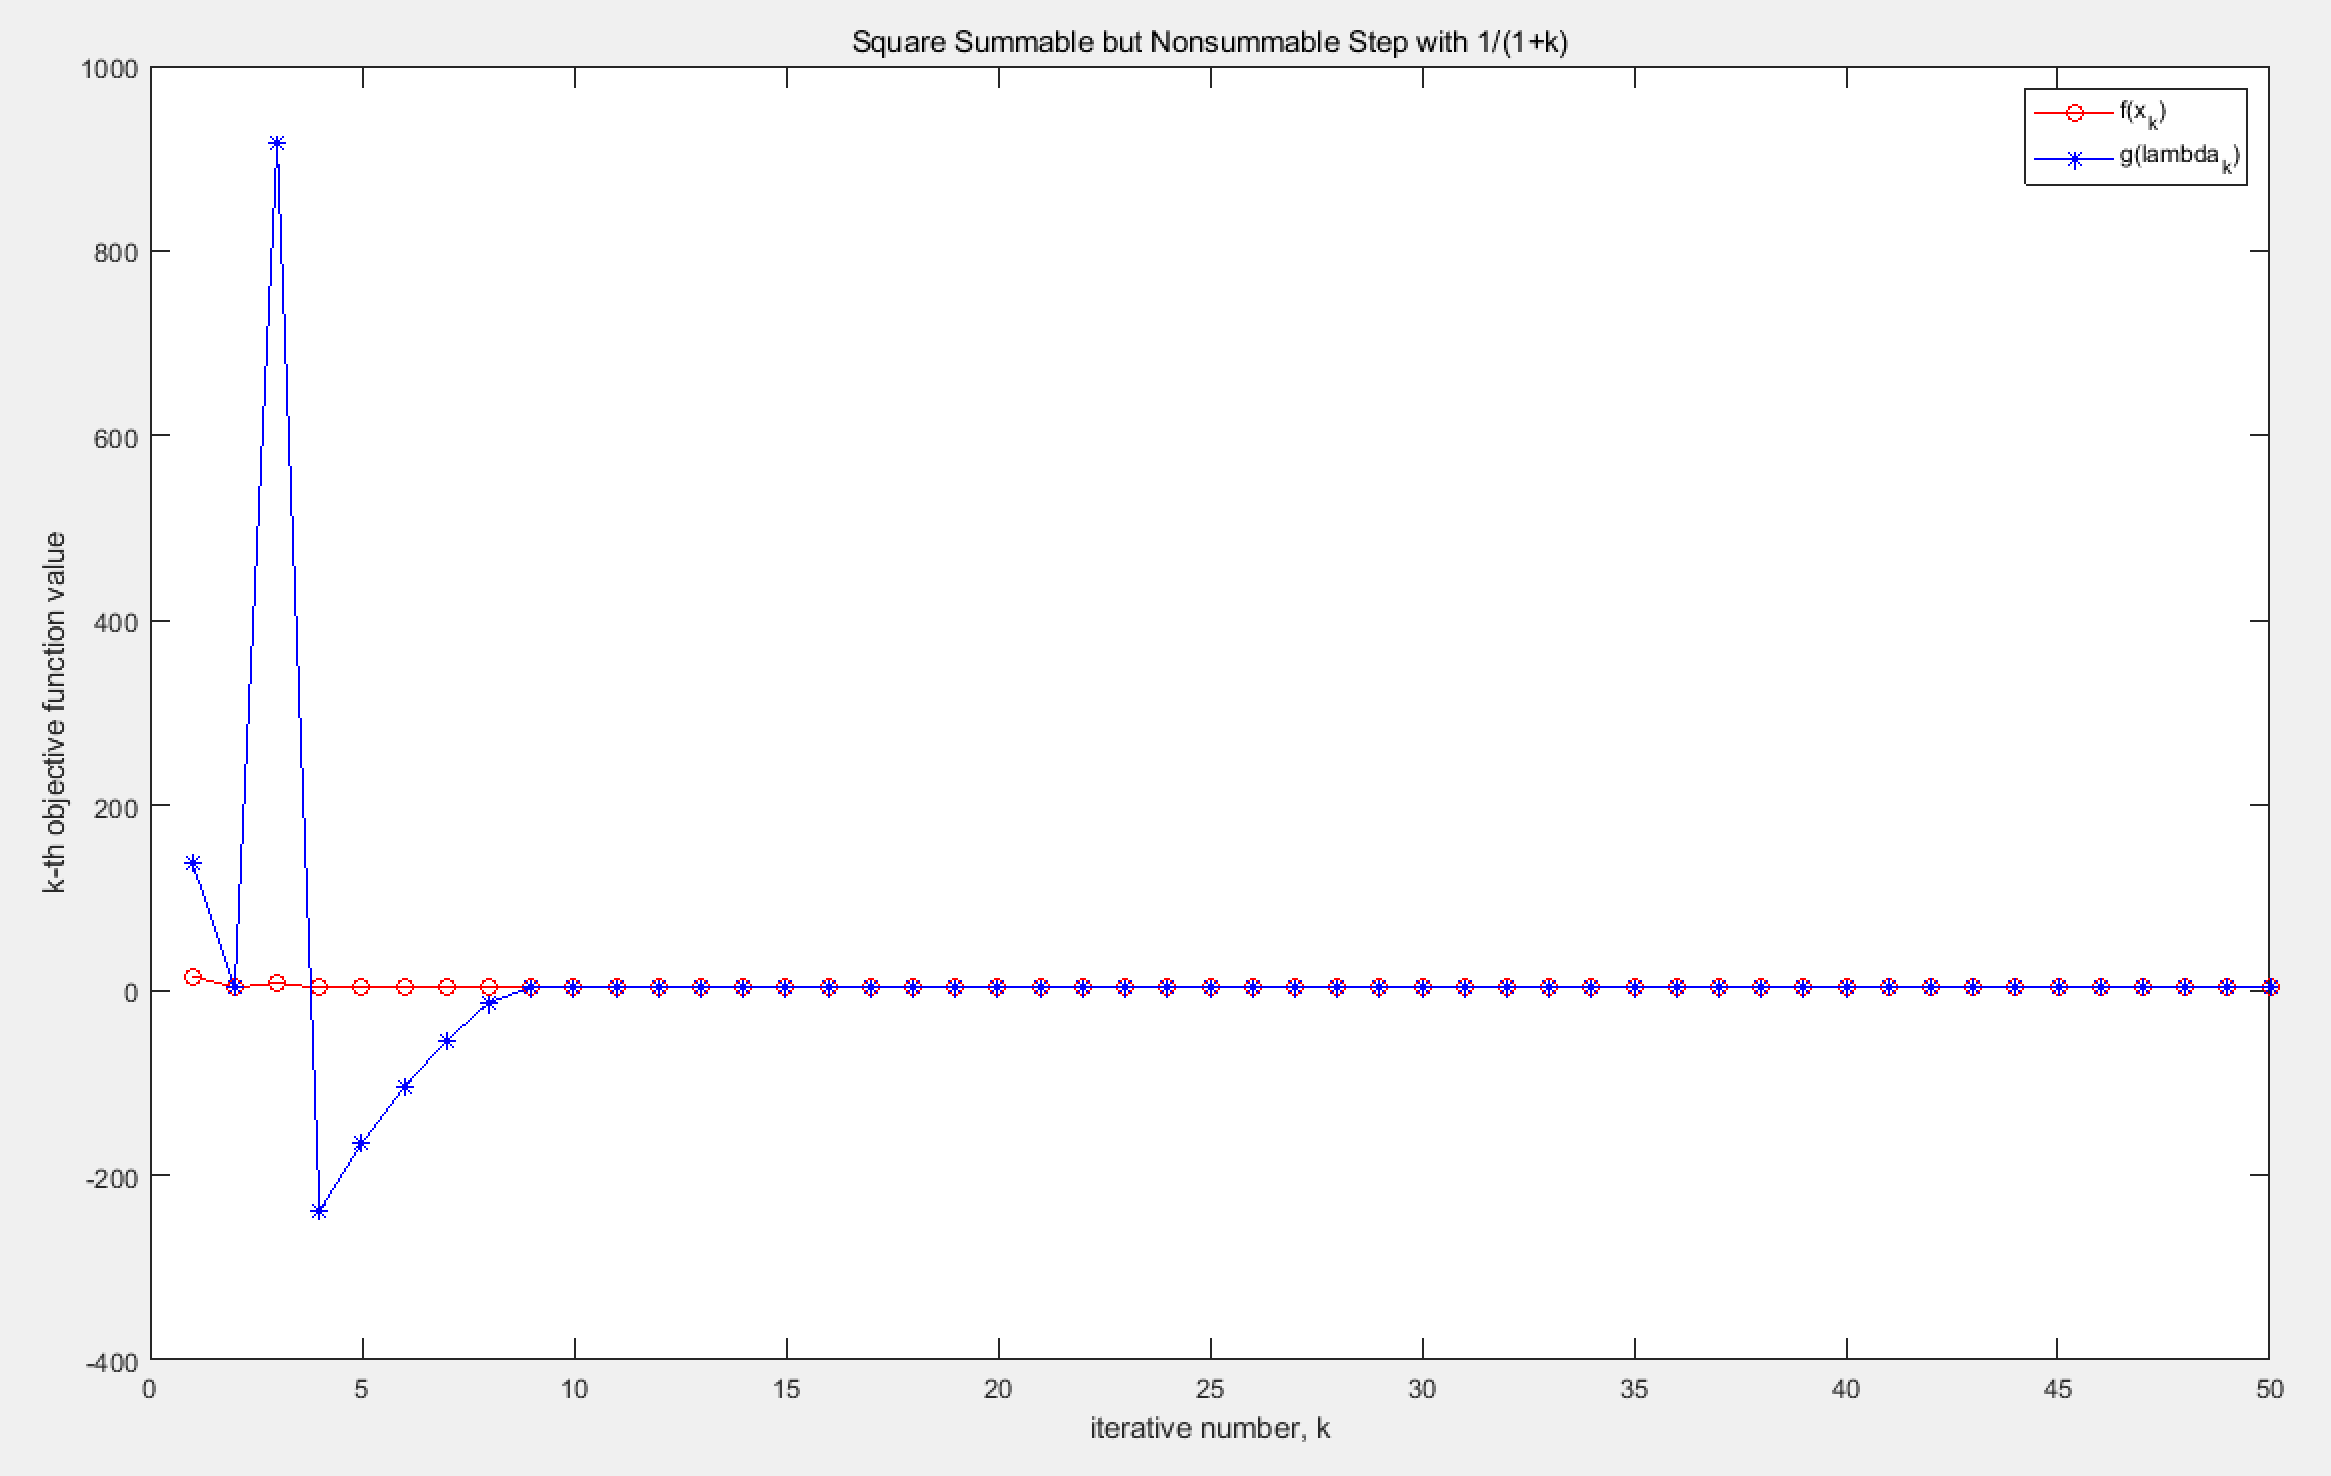 Square Summable but Nonsummable Step with 1/(1+k)
f(x_k)
g(lambda_k)
k-th objective function value
1000
800
600
400
200
0
-200
-400
0 5 10 15 20 25 30 35 40 45 50
iterative number, k